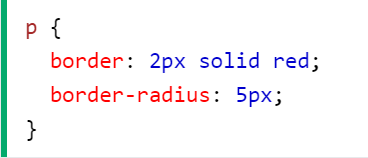 p {
  border: 2px solid red;
  border-radius: 5px;
}